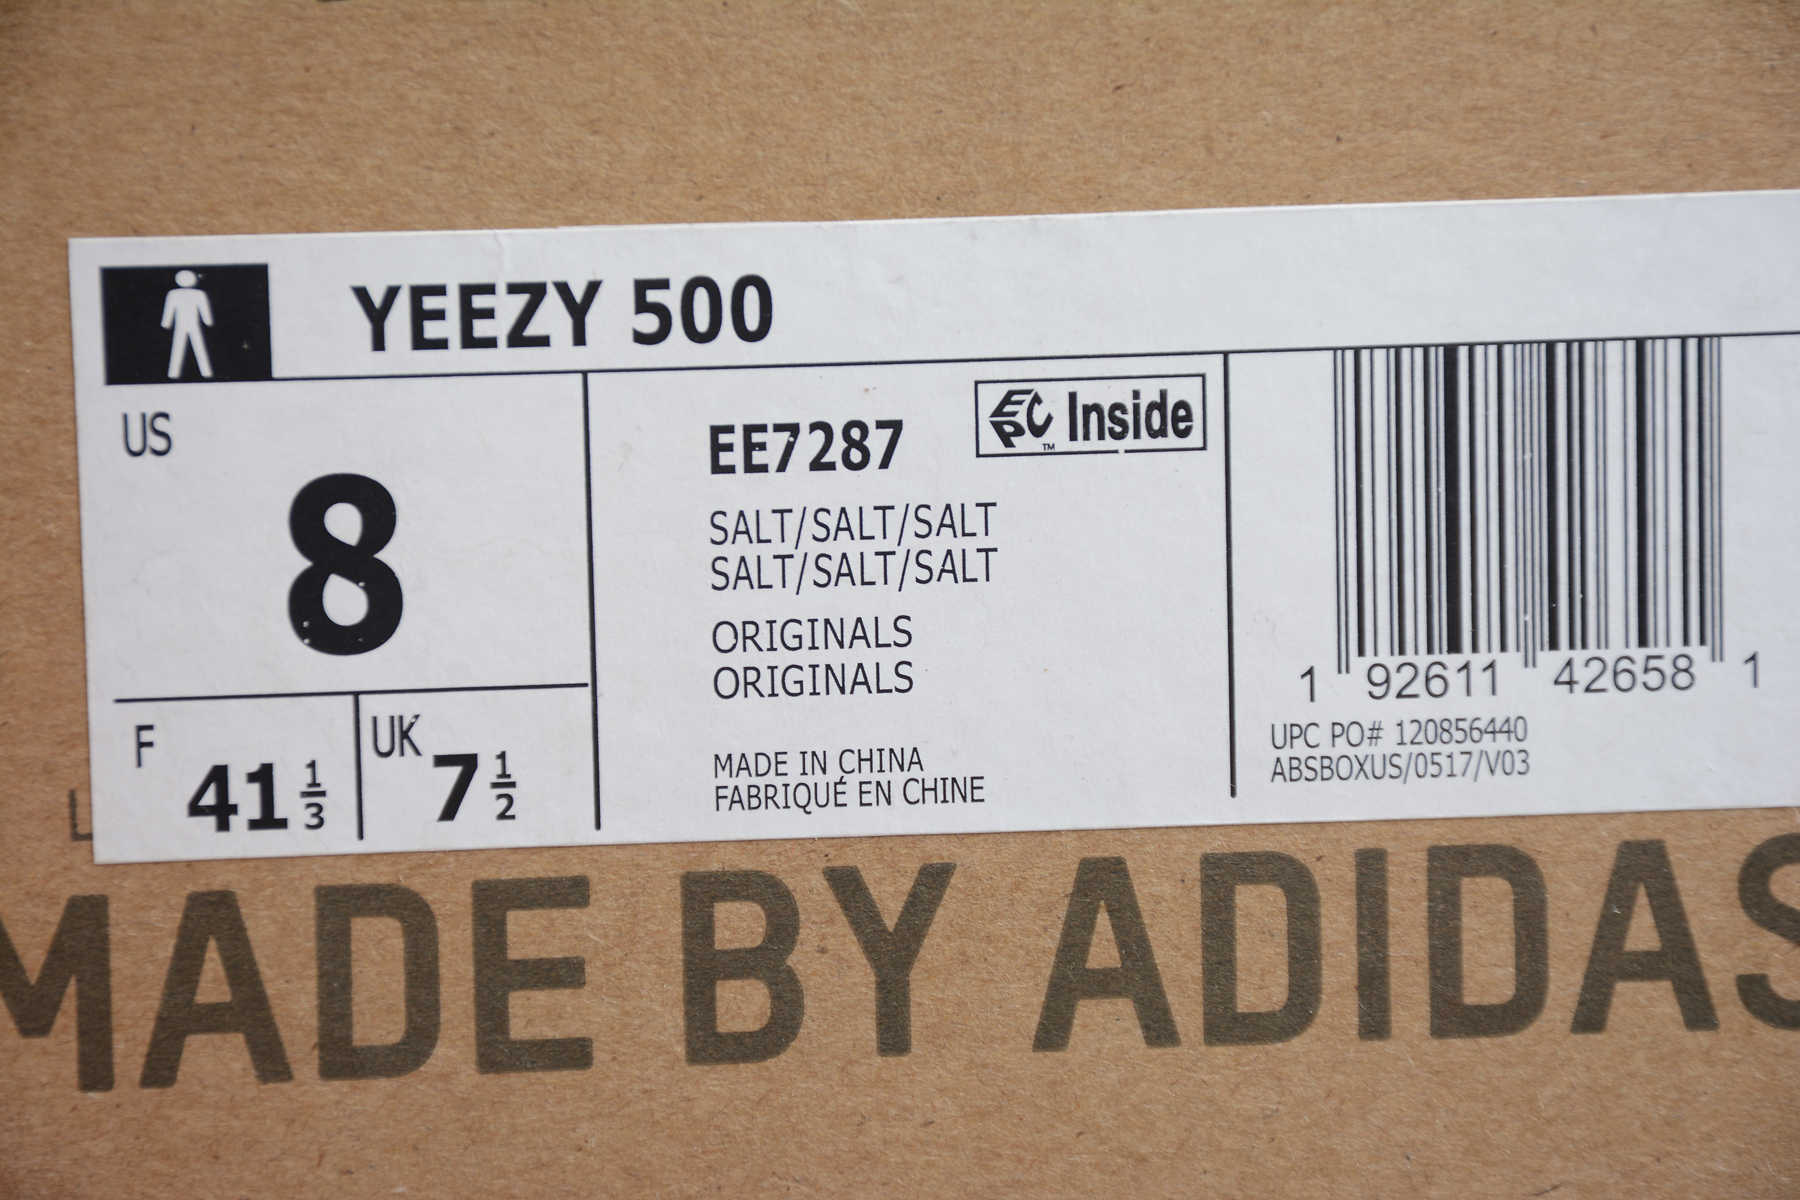 YEEZY 500
US
8
F
41 1/3
UK
7 1/2
EE7287
EPC™ Inside
SALT/SALT/SALT
SALT/SALT/SALT
ORIGINALS
ORIGINALS
MADE IN CHINA
FABRIQUÉ EN CHINE
1 92611 42658 1
UPC PO# 120856440
ABSBOXUS/0517/V03
MADE BY ADIDAS